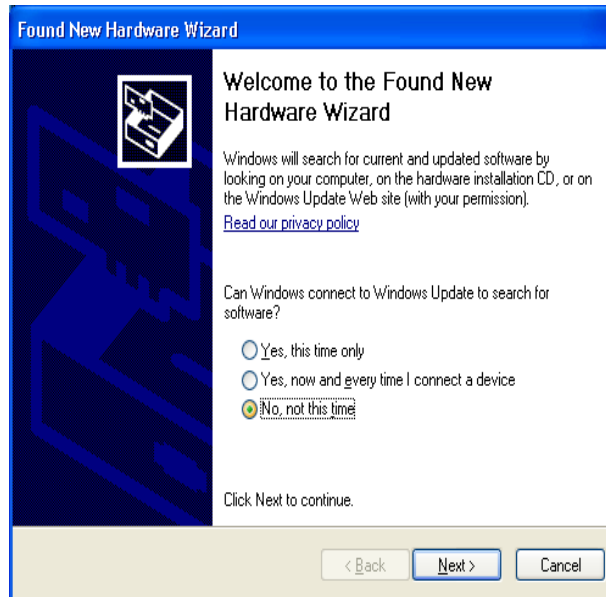 Found New Hardware Wizard
Welcome to the Found New
Hardware Wizard
Windows will search for current and updated software by
looking on your computer, on the hardware installation CD, or on
the Windows Update Web site (with your permission).
Read our privacy policy
Can Windows connect to Windows Update to search for
software?
Yes, this time only
Yes, now and every time I connect a device
No, not this time
Click Next to continue.
< Back
Next >
Cancel